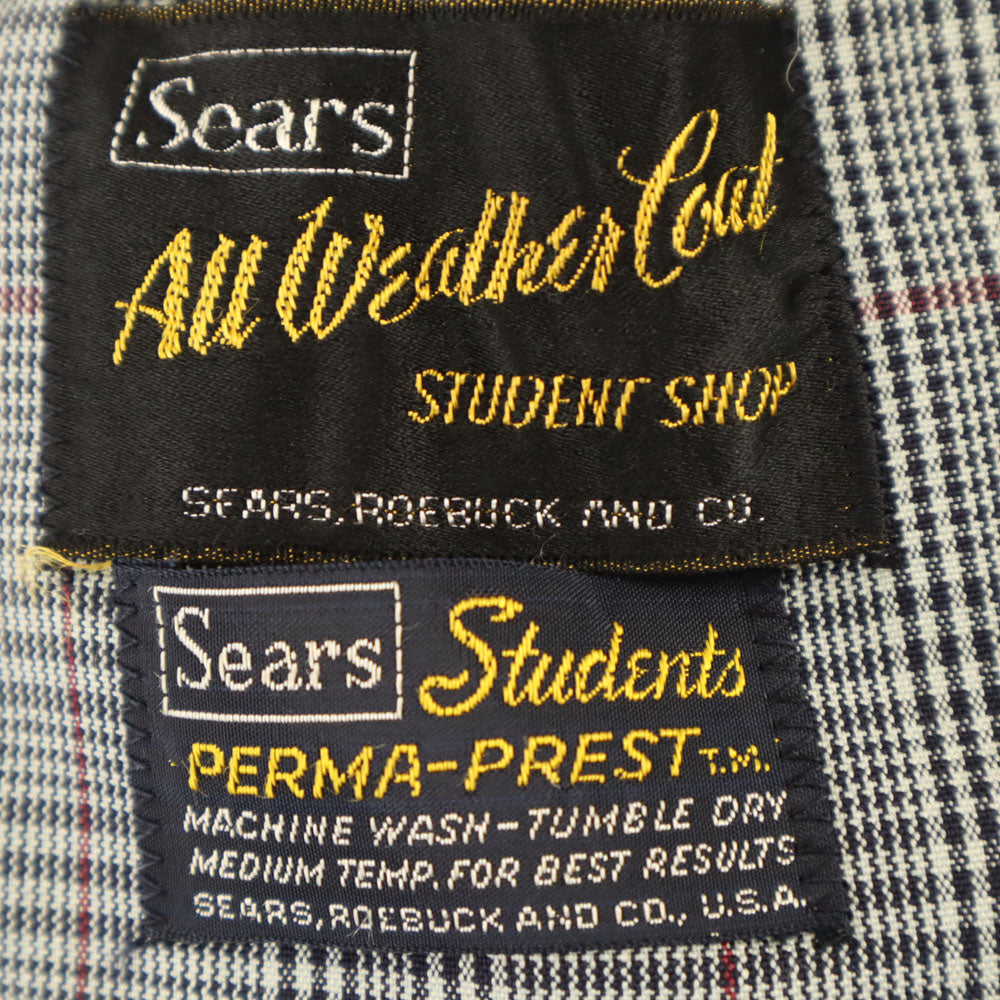 Sears
All Weather Coat
STUDENT SHOP
SEARS, ROEBUCK AND CO.
Sears Students
PERMA-PREST T.M.
MACHINE WASH-TUMBLE DRY
MEDIUM TEMP. FOR BEST RESULTS
SEARS, ROEBUCK AND CO., U.S.A.